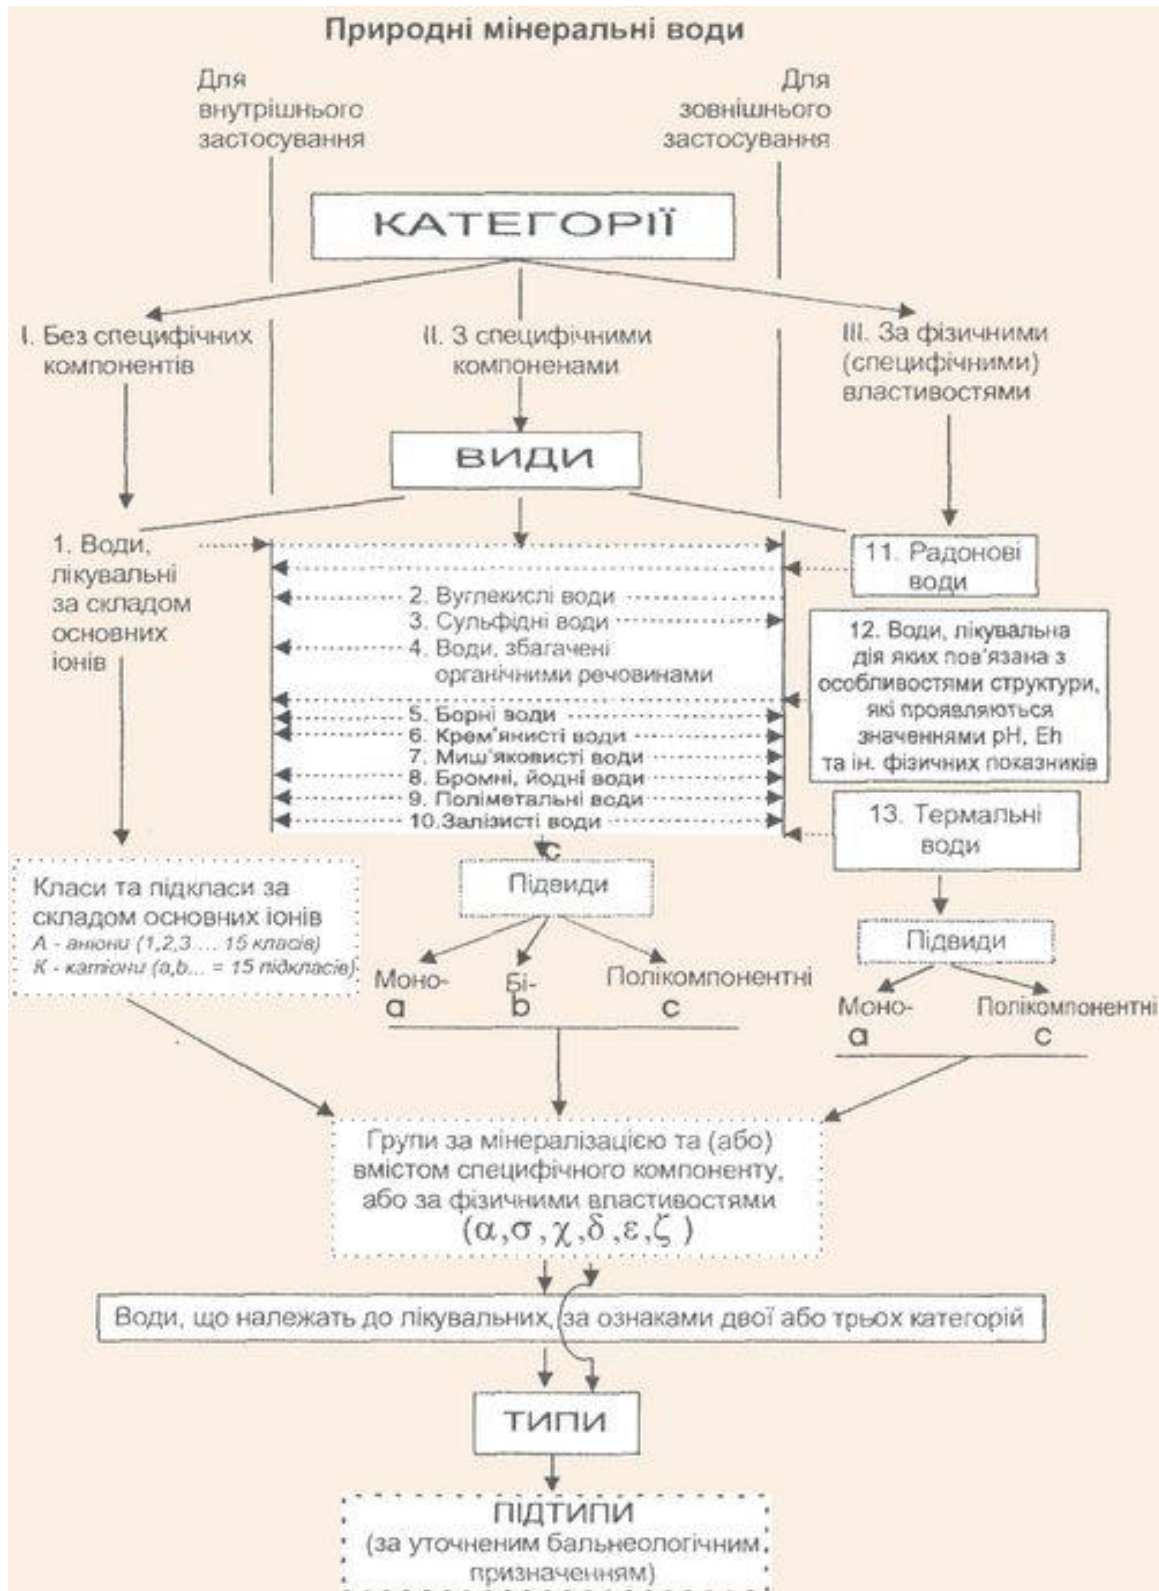 Природні мінеральні води
Для
внутрішнього
застосування
Для
зовнішнього
застосування
КАТЕГОРІЇ
I. Без специфічних
компонентів
II. З специфічними
компоненами
III. За фізичними
(специфічними)
властивостями
ВИДИ
1. Води,
лікувальні
за складом
основних
іонів
2. Вуглекислі води
3. Сульфідні води
4. Води, збагачені
органічними речовинами
5. Борні води
6. Крем'янисті води
7. Миш'яковисті води
8. Бромні, йодні води
9. Поліметальні води
10.Залізисті води
11. Радонові
води
12. Води, лікувальна
дія яких пов'язана з
особливостями структури,
які проявляються
значеннями pH, Eh
та ін. фізичних показників
13. Термальні
води
Класи та підкласи за
складом основних іонів
А - аніони (1,2,3 .... 15 класів)
К - катіони (a,b... = 15 підкласів)
c
Підвиди
Моно-
Бі-
Полікомпонентні
a
b
c
Підвиди
Моно-
Полікомпонентні
a
c
Групи за мінералізацією та (або)
вмістом специфічного компоненту,
або за фізичними властивостями
(α,σ,χ,δ,ε,ζ)
Води, що належать до лікувальних, за ознаками двої або трьох категорій
ТИПИ
ПІДТИПИ
(за уточненим бальнеологічним
призначенням)